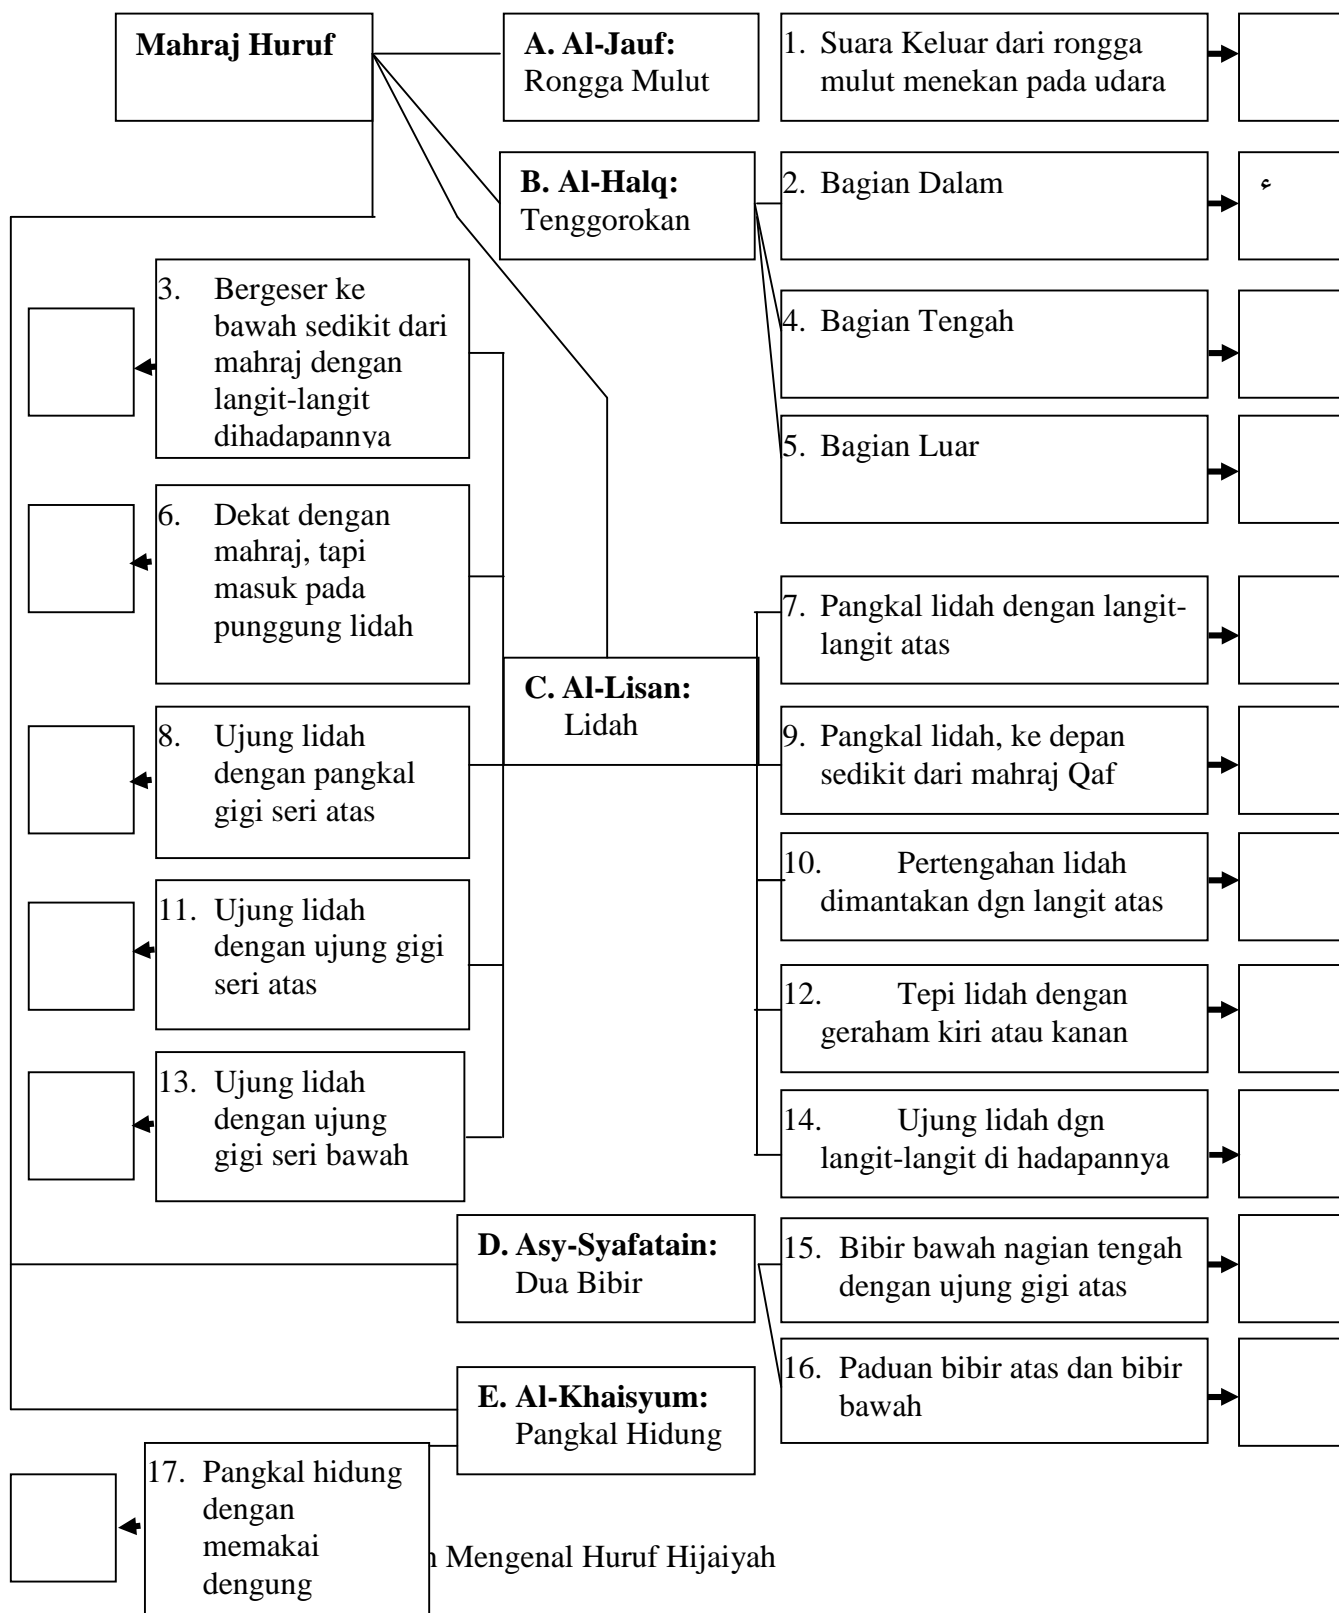 Mahraj Huruf
A. Al-Jauf:
Rongga Mulut
1. Suara Keluar dari rongga
mulut menekan pada udara
B. Al-Halq:
Tenggorokan
2. Bagian Dalam
ء
3. Bergeser ke
bawah sedikit dari
mahraj dengan
langit-langit
dihadapannya
4. Bagian Tengah
5. Bagian Luar
6. Dekat dengan
mahraj, tapi
masuk pada
punggung lidah
7. Pangkal lidah dengan langit-
langit atas
C. Al-Lisan:
Lidah
8. Ujung lidah
dengan pangkal
gigi seri atas
9. Pangkal lidah, ke depan
sedikit dari mahraj Qaf
10. Pertengahan lidah
dimantakan dgn langit atas
11. Ujung lidah
dengan ujung gigi
seri atas
12. Tepi lidah dengan
geraham kiri atau kanan
13. Ujung lidah
dengan ujung
gigi seri bawah
14. Ujung lidah dgn
langit-langit di hadapannya
D. Asy-Syafatain:
Dua Bibir
15. Bibir bawah nagian tengah
dengan ujung gigi atas
16. Paduan bibir atas dan bibir
bawah
E. Al-Khaisyum:
Pangkal Hidung
17. Pangkal hidung
dengan
memakai
dengung
Mengenal Huruf Hijaiyah